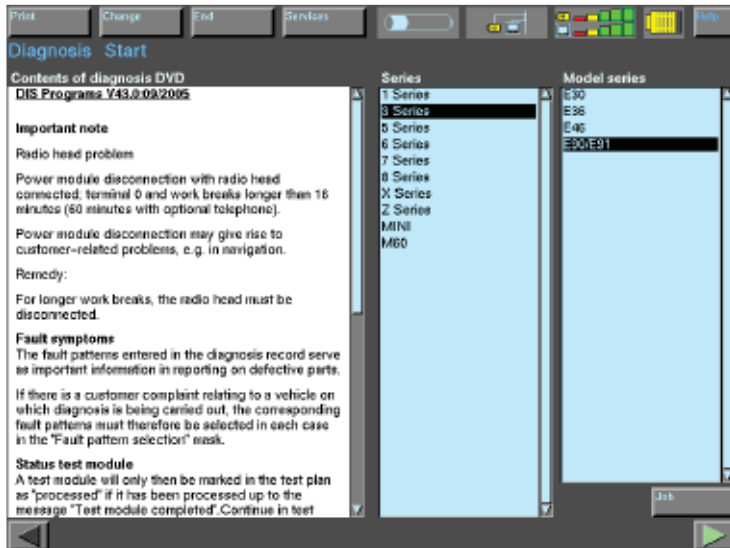 Print
Change
End
Services
Help
Diagnosis Start
Contents of diagnosis DVD
DIS Programs V43.0:09/2005
Important note
Radio head problem
Power module disconnection with radio head
connected; terminal 0 and work breaks longer than 16
minutes (60 minutes with optional telephone).
Power module disconnection may give rise to
customer-related problems, e.g. in navigation.
Remedy:
For longer work breaks, the radio head must be
disconnected.
Fault symptoms
The fault patterns entered in the diagnosis record serve
as important information in reporting on defective parts.
If there is a customer complaint relating to a vehicle on
which diagnosis is being carried out, the corresponding
fault patterns must therefore be selected in each case
in the "Fault pattern selection" mask.
Status test module
A test module will only then be marked in the test plan
as "processed" if it has been processed up to the
message "Test module completed".Continue in test
Series
1 Series
3 Series
5 Series
6 Series
7 Series
8 Series
X Series
Z Series
MINI
M60
Model series
E30
E36
E46
E90/E91
Job